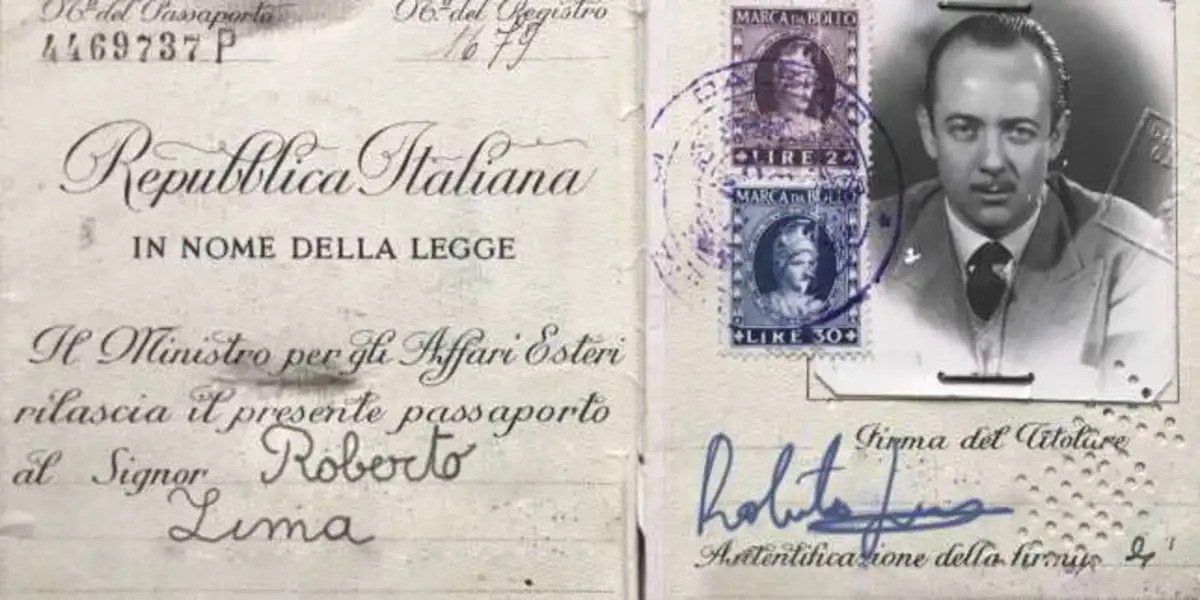 N.º del Passaporto
4469737 P
N.º del Registro
1679
Repubblica Italiana
IN NOME DELLA LEGGE
Il Ministro per gli Affari Esteri
rilascia il presente passaporto
al Signor Roberto
Lima
MARCA DA BOLLO
LIRE 2
MARCA DA BOLLO
LIRE 30
Firma del Titolare
Roberto
Autentificazione della firma